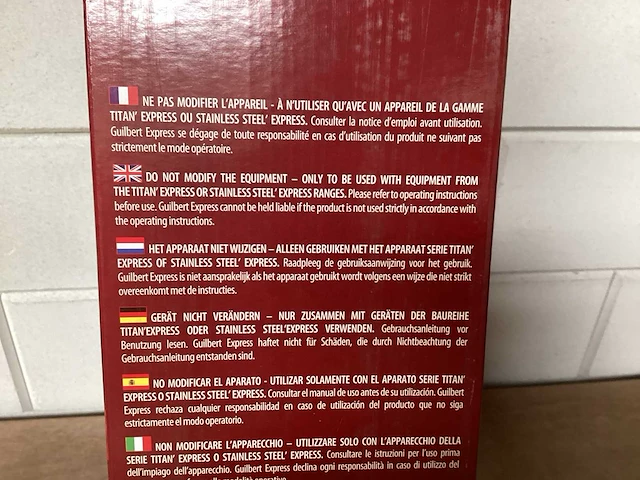 NE PAS MODIFIER L'APPAREIL - À N'UTILISER QU'AVEC UN APPAREIL DE LA GAMME
TITAN' EXPRESS OU STAINLESS STEEL' EXPRESS. Consulter la notice d'emploi avant utilisation.
Guilbert Express se dégage de toute responsabilité en cas d'utilisation du produit ne suivant pas
strictement le mode opératoire.
DO NOT MODIFY THE EQUIPMENT – ONLY TO BE USED WITH EQUIPMENT FROM
THE TITAN' EXPRESS OR STAINLESS STEEL' EXPRESS RANGES. Please refer to operating instructions
before use. Guilbert Express cannot be held liable if the product is not used strictly in accordance with
the operating instructions.
HET APPARAAT NIET WIJZIGEN – ALLEEN GEBRUIKEN MET HET APPARAAT SERIE TITAN'
EXPRESS OF STAINLESS STEEL' EXPRESS. Raadpleeg de gebruiksaanwijzing voor het gebruik.
Guilbert Express is niet aansprakelijk als het apparaat gebruikt wordt volgens een wijze die niet strikt
overeenkomt met de instructies.
GERÄT NICHT VERÄNDERN – NUR ZUSAMMEN MIT GERÄTEN DER BAUREIHE
TITAN'EXPRESS ODER STAINLESS STEEL'EXPRESS VERWENDEN. Gebrauchsanleitung vor
Benutzung lesen. Guilbert Express haftet nicht für Schäden, die durch Nichtbeachtung der
Gebrauchsanleitung entstanden sind.
NO MODIFICAR EL APARATO - UTILIZAR SOLAMENTE CON EL APARATO SERIE TITAN'
EXPRESS O STAINLESS STEEL' EXPRESS. Consultar el manual de uso antes de su utilización. Guilbert
Express rechaza cualquier responsabilidad en caso de utilización del producto que no siga
estrictamente el modo operatorio.
NON MODIFICARE L'APPARECCHIO – UTILIZZARE SOLO CON L'APPARECCHIO DELLA
SERIE TITAN' EXPRESS O STAINLESS STEEL' EXPRESS. Consultare le istruzioni per l'uso prima
dell'impiago dell'apparecchio. Guilbert Express declina ogni responsabilità in caso di utilizzo del